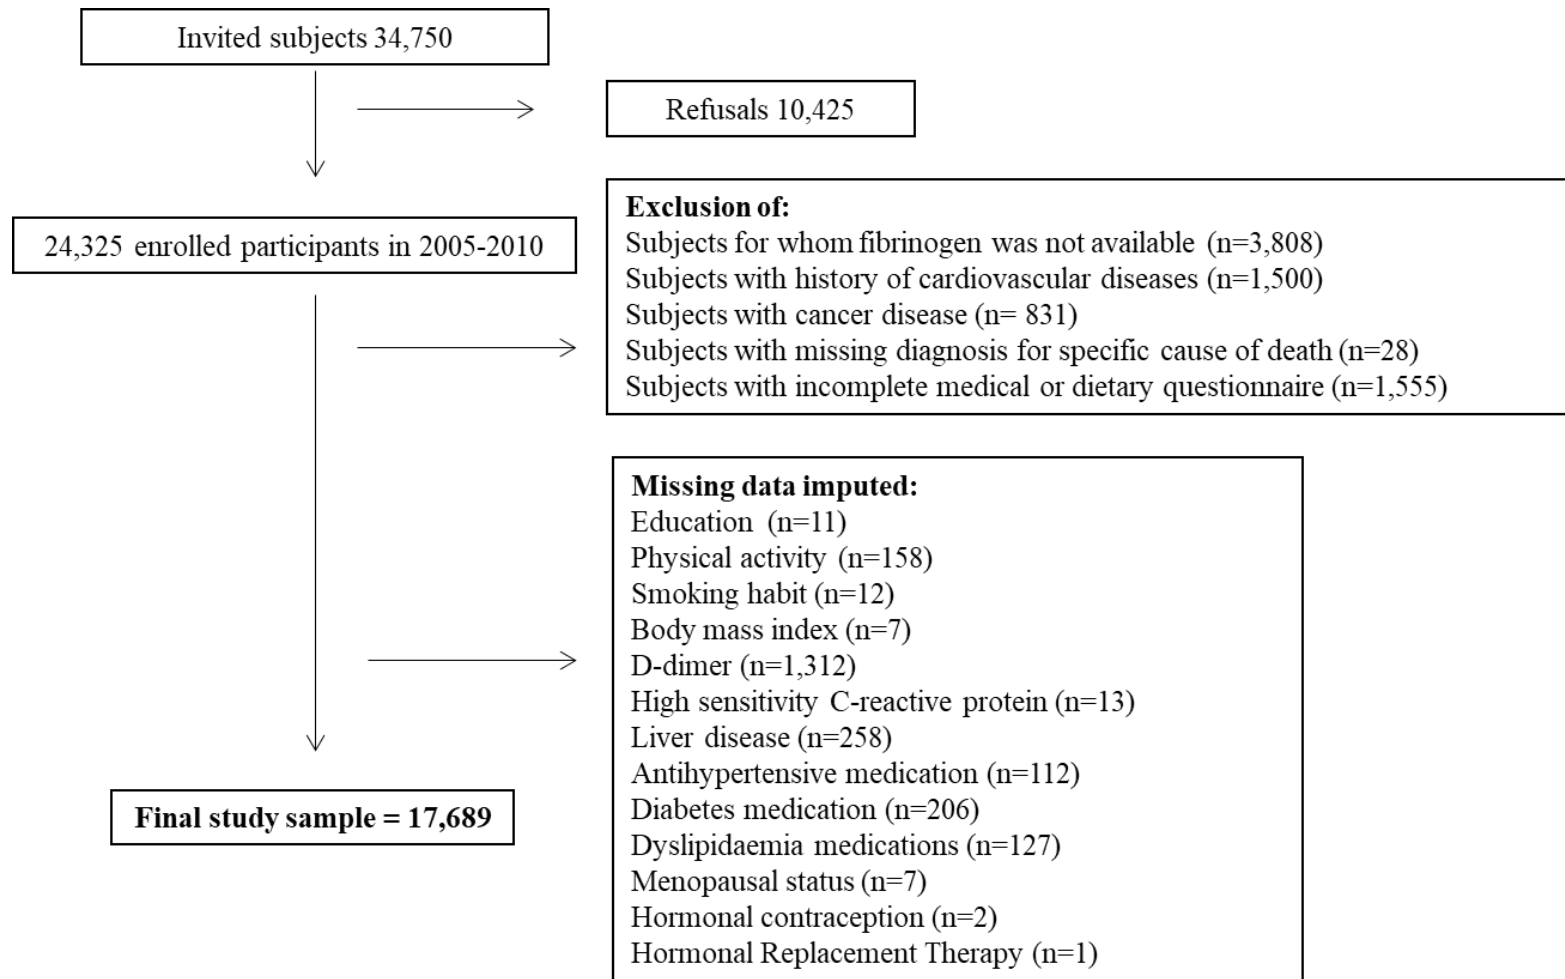 Invited subjects 34,750
Refusals 10,425
24,325 enrolled participants in 2005-2010
Exclusion of:
Subjects for whom fibrinogen was not available (n=3,808)
Subjects with history of cardiovascular diseases (n=1,500)
Subjects with cancer disease (n= 831)
Subjects with missing diagnosis for specific cause of death (n=28)
Subjects with incomplete medical or dietary questionnaire (n=1,555)
Missing data imputed:
Education (n=11)
Physical activity (n=158)
Smoking habit (n=12)
Body mass index (n=7)
D-dimer (n=1,312)
High sensitivity C-reactive protein (n=13)
Liver disease (n=258)
Antihypertensive medication (n=112)
Diabetes medication (n=206)
Dyslipidaemia medications (n=127)
Menopausal status (n=7)
Hormonal contraception (n=2)
Hormonal Replacement Therapy (n=1)
Final study sample = 17,689